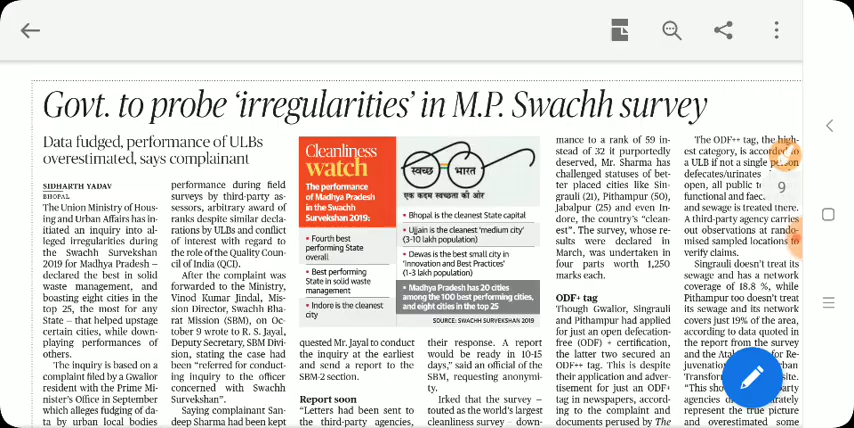 Govt. to probe ‘irregularities’ in M.P. Swachh survey
Data fudged, performance of ULBs
overestimated, says complainant
SIDHARTH YADAV
BHOPAL
The Union Ministry of Hous-
ing and Urban Affairs has in-
itiated an inquiry into al-
leged irregularities during
the Swachh Survekshan
2019 for Madhya Pradesh –
declared the best in solid
waste management, and
boasting eight cities in the
top 25, the most for any
State – that helped upstage
certain cities, while down-
playing performances of
others.
The inquiry is based on a
complaint filed by a Gwalior
resident with the Prime Mi-
nister's Office in September
which alleges fudging of da-
ta by urban local bodies
performance during field
surveys by third-party as-
sessors, arbitrary award of
ranks despite similar decla-
rations by ULBs and conflict
of interest with regard to
the role of the Quality Coun-
cil of India (QCI).
After the complaint was
forwarded to the Ministry,
Vinod Kumar Jindal, Mis-
sion Director, Swachh Bha-
rat Mission (SBM), on Oc-
tober 9 wrote to R. S. Jayal,
Deputy Secretary, SBM Divi-
sion, stating the case had
been “referred for conduct-
ing inquiry to the officer
concerned with Swachh
Survekshan”.
Saying complainant San-
deep Sharma had been kept
Cleanliness
watch
The performance
of Madhya Pradesh
in the Swachh
Survekshan 2019:
• Fourth best
performing State
overall
• Best performing
State in solid waste
management
• Indore is the cleanest
city
स्वच्छ भारत
एक कदम स्वच्छता की ओर
• Bhopal is the cleanest State capital
• Ujjain is the cleanest ‘medium city’
(3-10 lakh population)
• Dewas is the best small city in
‘Innovation and Best Practices’
(1-3 lakh population)
• Madhya Pradesh has 20 cities
among the 100 best performing cities,
and eight cities in the top 25
SOURCE: SWACHH SURVEKSHAN 2019
quested Mr. Jayal to conduct
the inquiry at the earliest
and send a report to the
SBM-2 section.
Report soon
“Letters had been sent to
the third-party agencies,
their response. A report
would be ready in 10-15
days,” said an official of the
SBM, requesting anonymi-
ty.
Irked that the survey –
touted as the world's largest
cleanliness survey – down-
mance to a rank of 59 in-
stead of 32 it purportedly
deserved, Mr. Sharma has
challenged statuses of bet-
ter placed cities like Sin-
grauli (21), Pithampur (50),
Jabalpur (25) and even In-
dore, the country's “clean-
est”. The survey, whose re-
sults were declared in
March, was undertaken in
four parts worth 1,250
marks each.
ODF+ tag
Though Gwalior, Singrauli
and Pithampur had applied
for just an open defecation-
free (ODF) + certification,
the latter two secured an
ODF++ tag. This is despite
their application and adver-
tisement for just an ODF+
tag in newspapers, accord-
ing to the complaint and
documents perused by The
The ODF++ tag, the high-
est category, is accorded to
a ULB if not a single person
defecates/urinates
open, all public to
functional and
and sewage is treated there.
A third-party agency carries
out observations at rando-
mised sampled locations to
verify claims.
Singrauli doesn't treat its
sewage and has a network
coverage of 18.8 %, while
Pithampur too doesn't treat
its sewage and its network
covers just 19% of the area,
according to data quoted in
the report from the survey
and the for Re-
juvenation
Transfor
“This sho
agencies
represent the true picture
and overestimated some
9